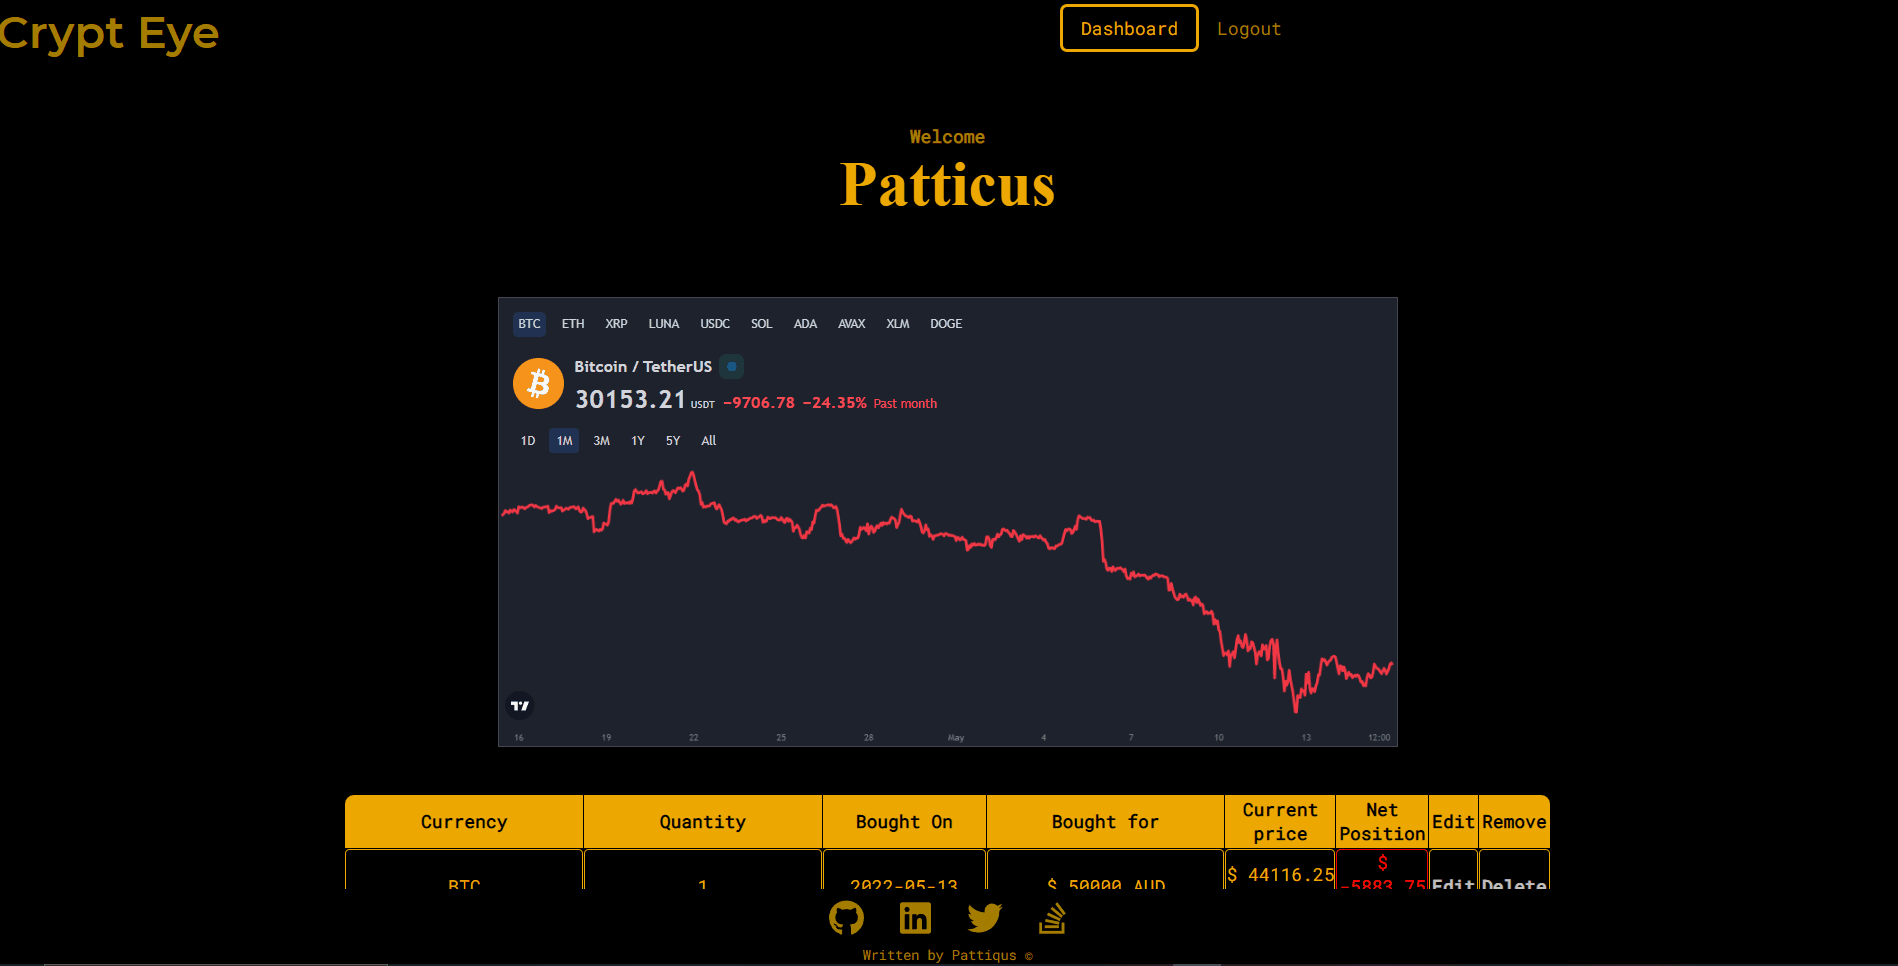 Crypt Eye
Dashboard Logout
Welcome
Patticus
BTC ETH XRP LUNA USDC SOL ADA AVAX XLM DOGE
Bitcoin / TetherUS
30153.21 USDT −9706.78 −24.35% Past month
1D 1M 3M 1Y 5Y All
16 19 22 25 28 May 4 7 10 13 12:00
Currency Quantity Bought On Bought for Current price Net Position Edit Remove
BTC 1 2022-05-13 $ 50000 AUD $ 44116.25 $ -5883.75 Edit Delete
Written by Pattiqus ©